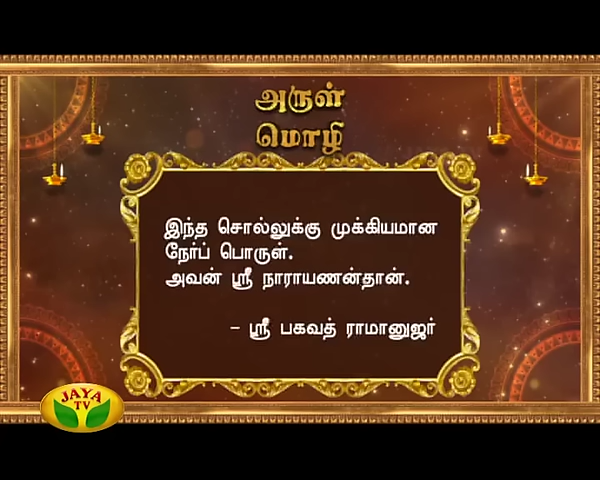 அருள்
மொழி
இந்த சொல்லுக்கு முக்கியமான
நேர்ப் பொருள்.
அவன் ஸ்ரீ நாராயணன்தான்.
– ஸ்ரீ பகவத் ராமானுஜர்
JAYA
TV